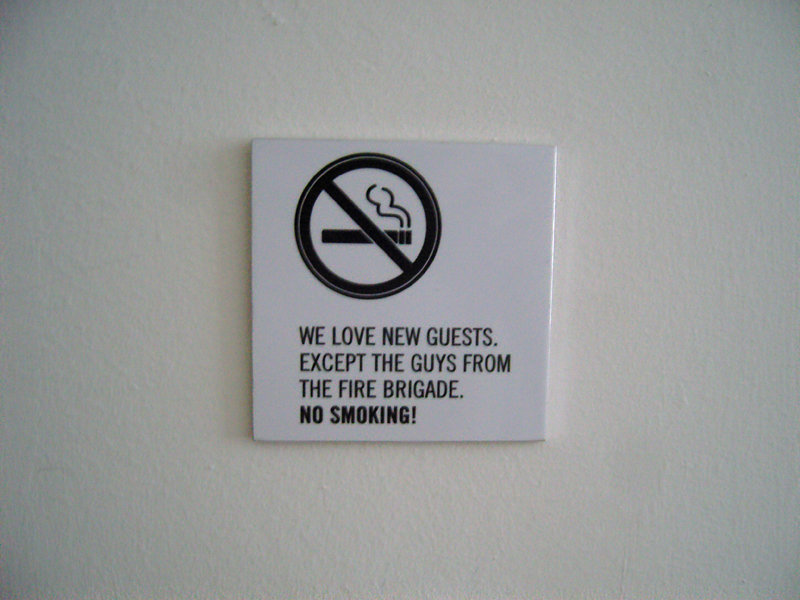 WE LOVE NEW GUESTS.
EXCEPT THE GUYS FROM
THE FIRE BRIGADE.
NO SMOKING!